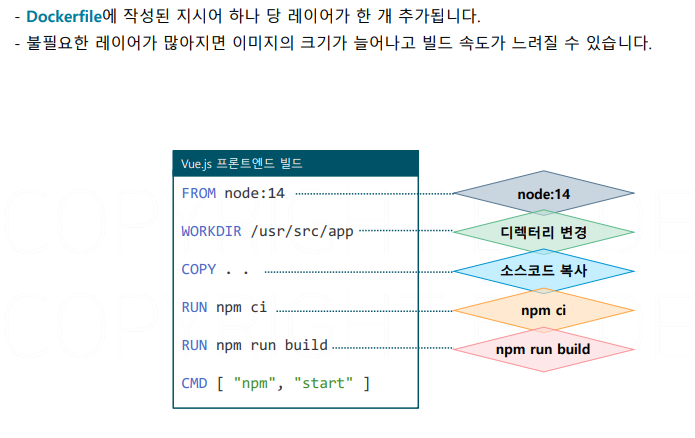 - Dockerfile에 작성된 지시어 하나 당 레이어가 한 개 추가됩니다.
- 불필요한 레이어가 많아지면 이미지의 크기가 늘어나고 빌드 속도가 느려질 수 있습니다.
Vue.js 프론트엔드 빌드
FROM node:14
node:14
WORKDIR /usr/src/app
디렉터리 변경
COPY . .
소스코드 복사
RUN npm ci
npm ci
RUN npm run build
npm run build
CMD [ "npm", "start" ]